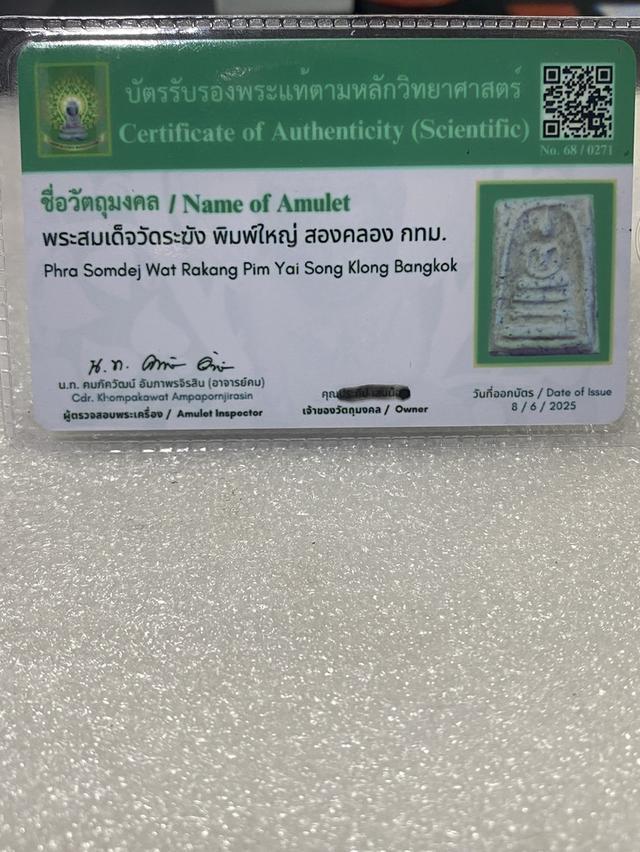 บัตรรับรองพระแท้ตามหลักวิทยาศาสตร์
Certificate of Authenticity (Scientific)
No. 68 / 0271
ชื่อวัตถุมงคล / Name of Amulet
พระสมเด็จวัดระฆัง พิมพ์ใหญ่ สองคลอง กทม.
Phra Somdej Wat Rakang Pim Yai Song Klong Bangkok
น.ท. คมภัควัฒน์ อัมภาพรจิรสิน (อาจารย์คม)
Cdr. Khompakawat Ampapornjirasin
ผู้ตรวจสอบพระเครื่อง / Amulet Inspector
คุณ
เจ้าของวัตถุมงคล / Owner
วันที่ออกบัตร / Date of Issue
8 / 6 / 2025